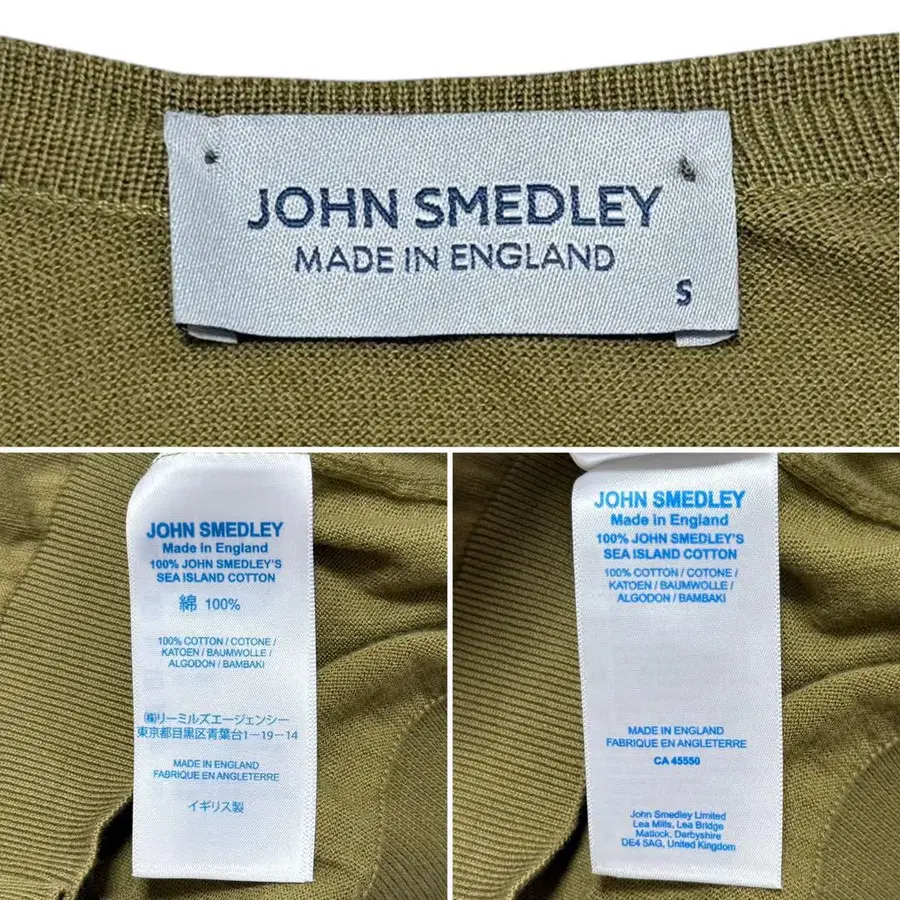 JOHN SMEDLEY
MADE IN ENGLAND
S
JOHN SMEDLEY
Made in England
100% JOHN SMEDLEY'S
SEA ISLAND COTTON
綿 100%
100% COTTON / COTONE /
KATOEN / BAUMWOLLE /
ALGODON / BAMBAKI
㈱リーミルズエージェンシー
東京都目黒区青葉台1-19-14
MADE IN ENGLAND
FABRIQUE EN ANGLETERRE
イギリス製
JOHN SMEDLEY
Made in England
100% JOHN SMEDLEY'S
SEA ISLAND COTTON
100% COTTON / COTONE /
KATOEN / BAUMWOLLE /
ALGODON / BAMBAKI
MADE IN ENGLAND
FABRIQUE EN ANGLETERRE
CA 45550
John Smedley Limited
Lea Mills, Lea Bridge
Matlock, Derbyshire
DE4 5AG, United Kingdom